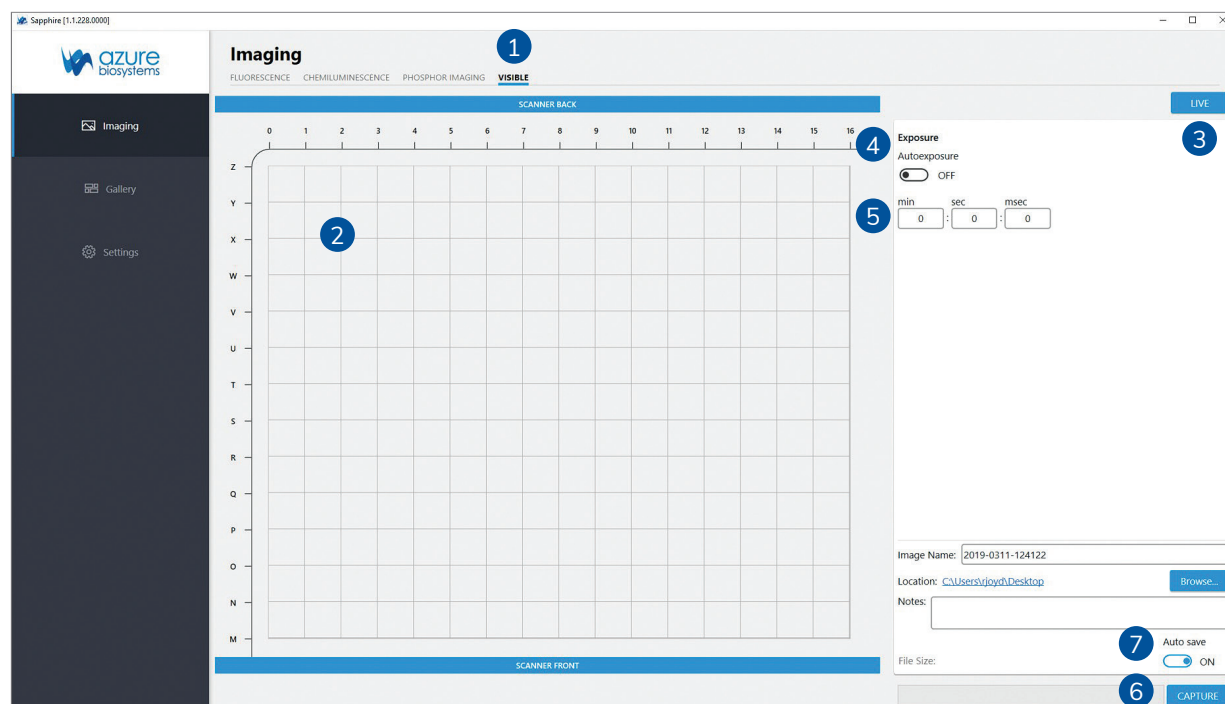 Sapphire [1.1.228.0000]
azure
biosystems
Imaging
Gallery
Settings
Imaging
1
FLUORESCENCE CHEMILUMINESCENCE PHOSPHOR IMAGING VISIBLE
SCANNER BACK
0 1 2 3 4 5 6 7 8 9 10 11 12 13 14 15 16
Z
Y
X
W
V
U
T
S
R
Q
P
O
N
M
2
SCANNER FRONT
LIVE
3
4
Exposure
Autoexposure
OFF
5
min sec msec
0 : 0 : 0
Image Name: 2019-0311-124122
Location: C:\Users\rjoyd\Desktop
Browse...
Notes:
7
Auto save
File Size:
ON
6
CAPTURE